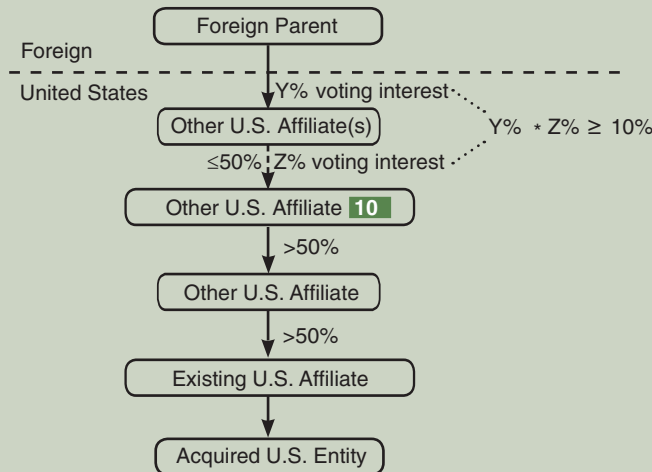 Foreign Parent
Foreign
United States
Y% voting interest
Other U.S. Affiliate(s)
Y% * Z% ≥ 10%
≤50% Z% voting interest
Other U.S. Affiliate 10
>50%
Other U.S. Affiliate
>50%
Existing U.S. Affiliate
Acquired U.S. Entity